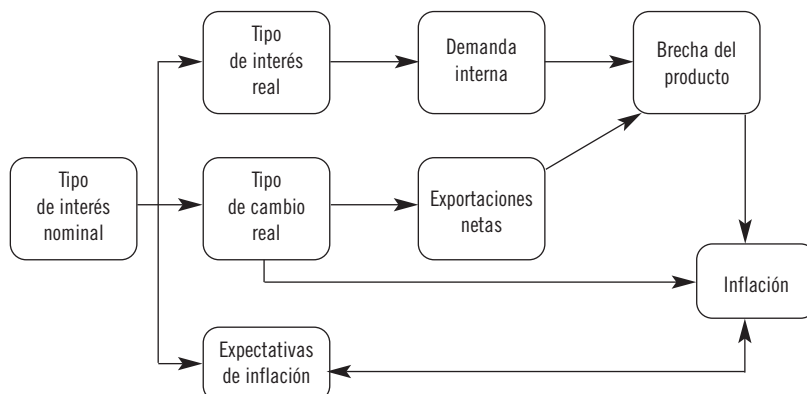 Tipo
de interés
real
Demanda
interna
Brecha del
producto
Tipo
de interés
nominal
Tipo
de cambio
real
Exportaciones
netas
Inflación
Expectativas
de inflación